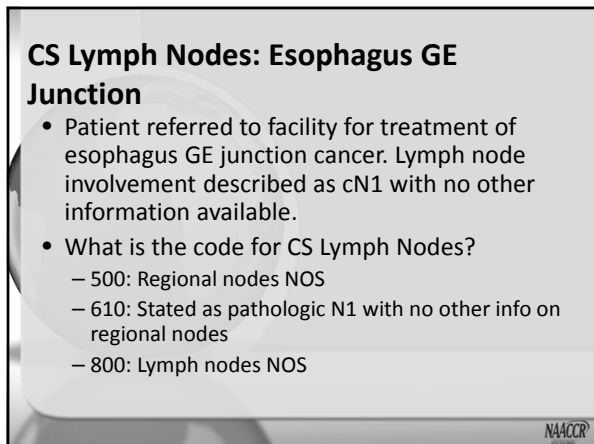 CS Lymph Nodes: Esophagus GE
Junction
• Patient referred to facility for treatment of
esophagus GE junction cancer. Lymph node
involvement described as cN1 with no other
information available.
• What is the code for CS Lymph Nodes?
– 500: Regional nodes NOS
– 610: Stated as pathologic N1 with no other info on
regional nodes
– 800: Lymph nodes NOS
NAACCR